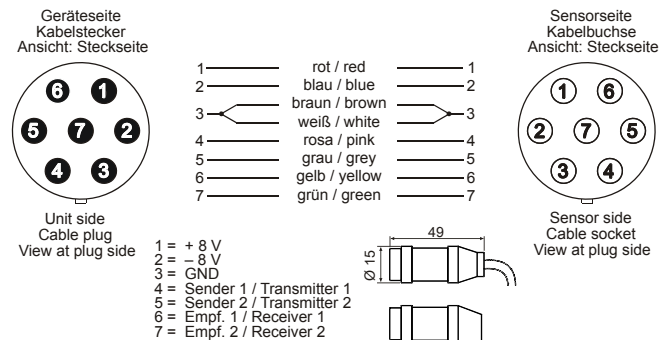 Geräteseite
Kabelstecker
Ansicht: Steckseite
Sensorseite
Kabelbuchse
Ansicht: Steckseite
6 1
5 7 2
4 3
1 rot / red 1
2 blau / blue 2
braun / brown
3 3
weiß / white
4 rosa / pink 4
5 grau / grey 5
6 gelb / yellow 6
7 grün / green 7
1 6
2 7 5
3 4
Unit side
Cable plug
View at plug side
Sensor side
Cable socket
View at plug side
1 = + 8 V
2 = – 8 V
3 = GND
4 = Sender 1 / Transmitter 1
5 = Sender 2 / Transmitter 2
6 = Empf. 1 / Receiver 1
7 = Empf. 2 / Receiver 2
49
Ø 15